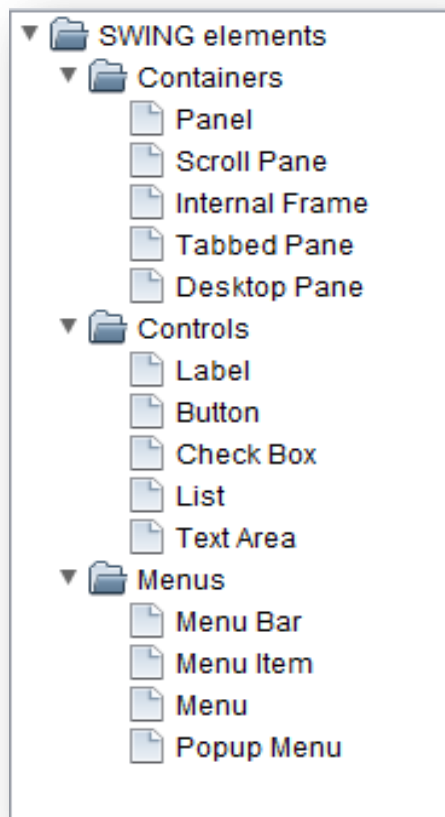 SWING elements
Containers
Panel
Scroll Pane
Internal Frame
Tabbed Pane
Desktop Pane
Controls
Label
Button
Check Box
List
Text Area
Menus
Menu Bar
Menu Item
Menu
Popup Menu